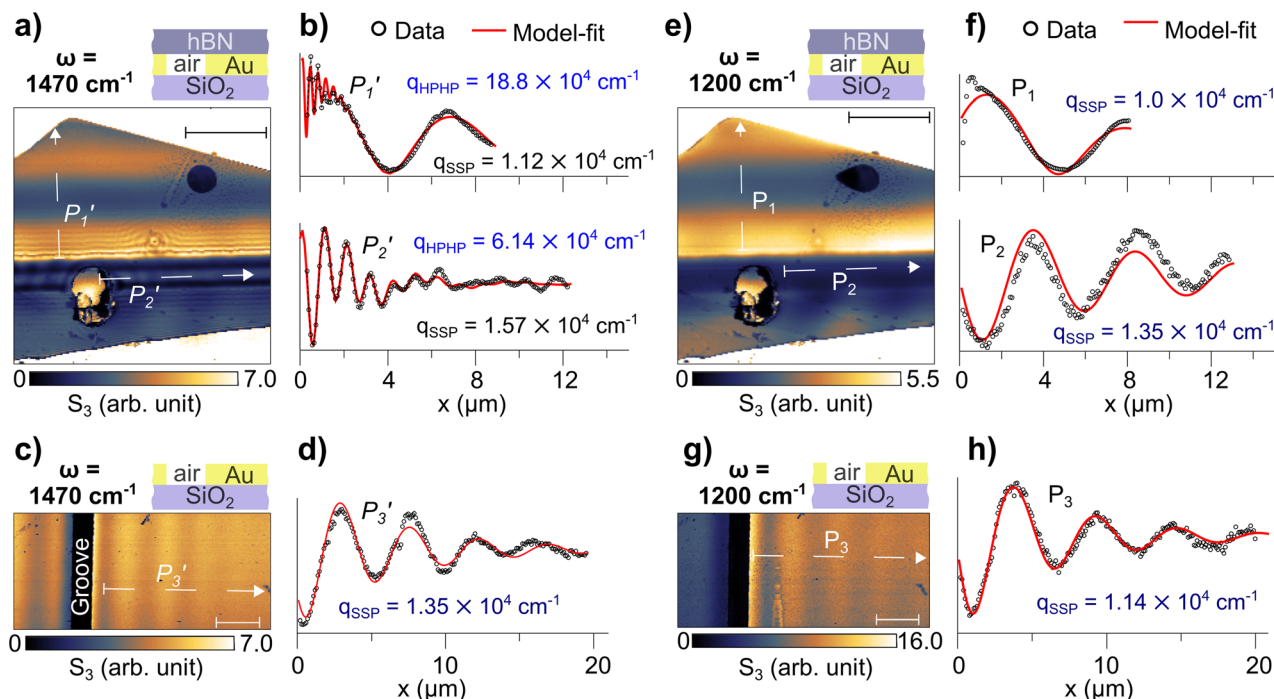 a)
ω =
1470 cm⁻¹
hBN
air Au
SiO₂
P₁′
P₂′
0 7.0
S₃ (arb. unit)
b)
Data Model-fit
P₁′
q_HPHP = 18.8 × 10⁴ cm⁻¹
q_SSP = 1.12 × 10⁴ cm⁻¹
P₂′
q_HPHP = 6.14 × 10⁴ cm⁻¹
q_SSP = 1.57 × 10⁴ cm⁻¹
0 4 8 12
x (μm)
e)
ω =
1200 cm⁻¹
hBN
air Au
SiO₂
P₁
P₂
0 5.5
S₃ (arb. unit)
f)
Data Model-fit
P₁
q_SSP = 1.0 × 10⁴ cm⁻¹
P₂
q_SSP = 1.35 × 10⁴ cm⁻¹
0 4 8 12
x (μm)
c)
ω =
1470 cm⁻¹
air Au
SiO₂
Groove
P₃′
0 7.0
S₃ (arb. unit)
d)
P₃′
q_SSP = 1.35 × 10⁴ cm⁻¹
0 10 20
x (μm)
g)
ω =
1200 cm⁻¹
air Au
SiO₂
P₃
0 16.0
S₃ (arb. unit)
h)
P₃
q_SSP = 1.14 × 10⁴ cm⁻¹
0 10 20
x (μm)